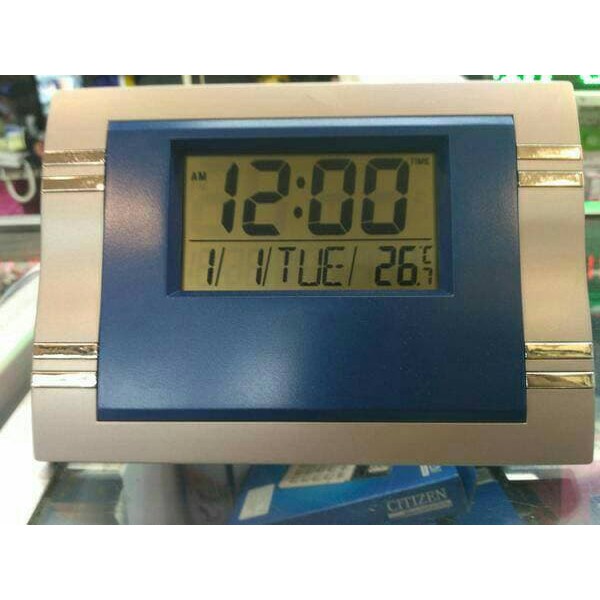 AM 12:00 TIME
1/ 1/TUE/ 26.7°C
CITIZEN